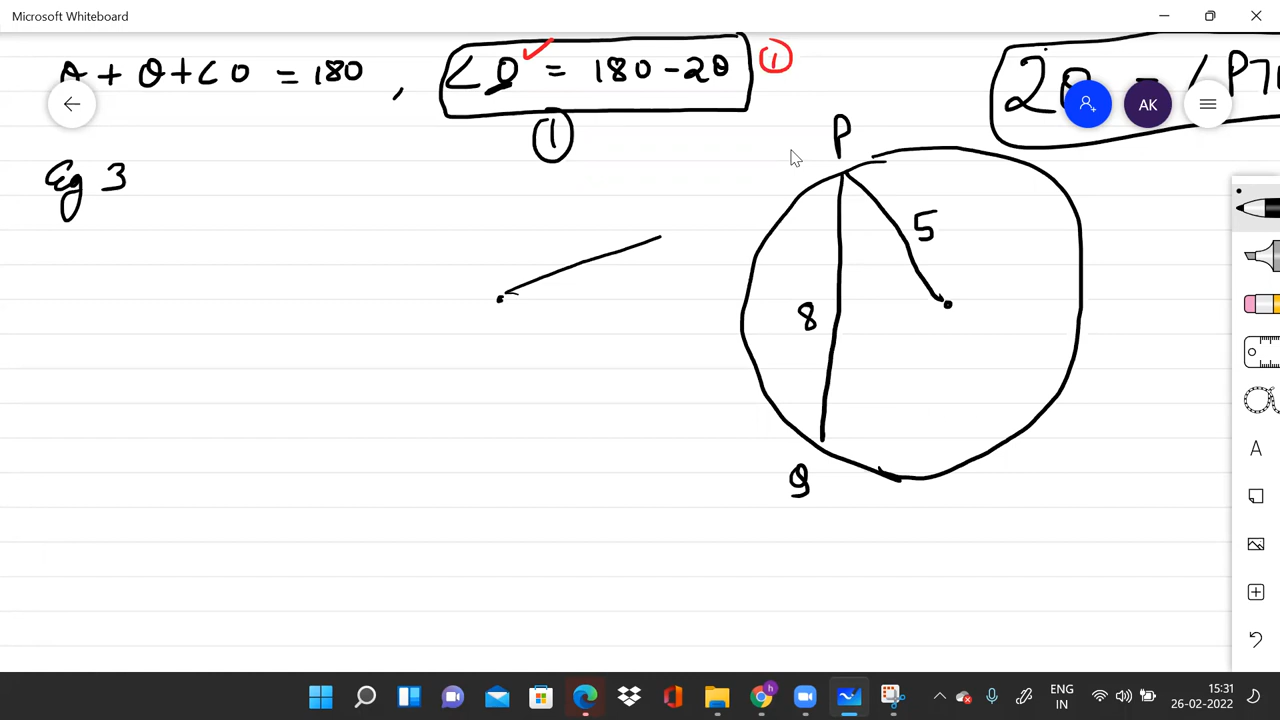 Microsoft Whiteboard
A + θ + ∠O = 180 , ∠O = 180 - 2θ ①
①
AK
Eg 3
P
5
8
Q
A
ENG
IN
15:31
26-02-2022